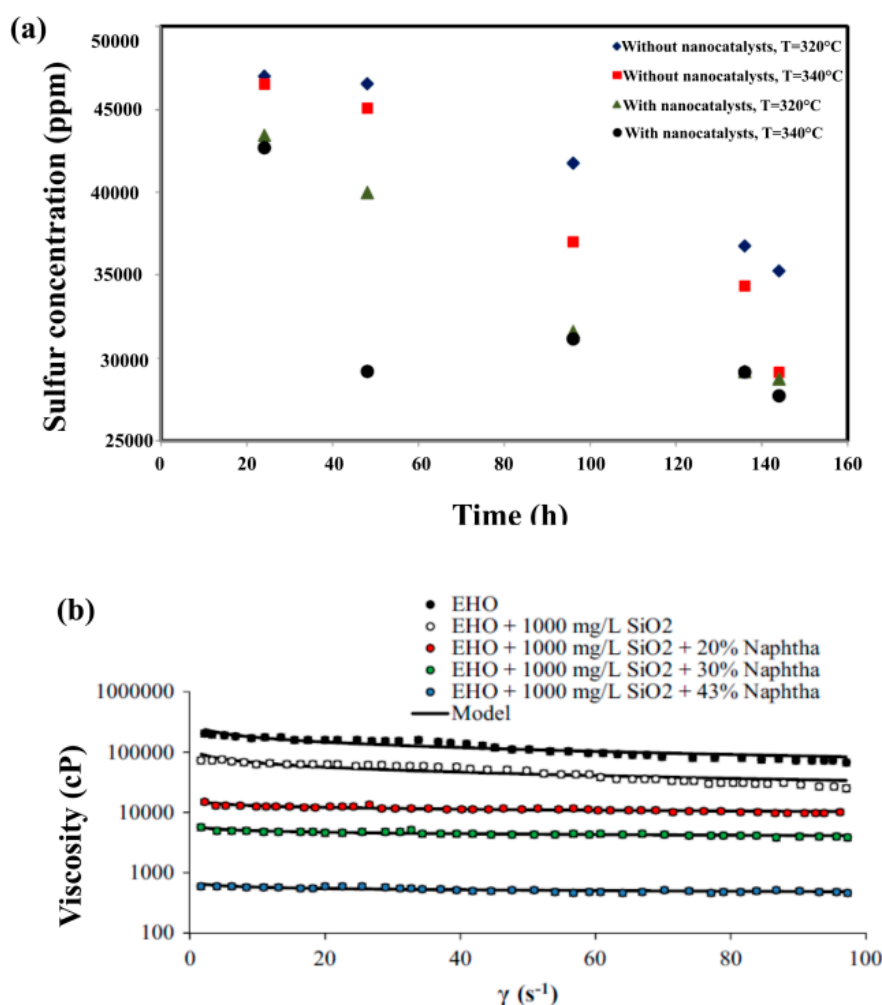 (a)
50000
45000
40000
35000
30000
25000
Sulfur concentration (ppm)
Without nanocatalysts, T=320°C
Without nanocatalysts, T=340°C
With nanocatalysts, T=320°C
With nanocatalysts, T=340°C
0 20 40 60 80 100 120 140 160
Time (h)
(b)
EHO
EHO + 1000 mg/L SiO2
EHO + 1000 mg/L SiO2 + 20% Naphtha
EHO + 1000 mg/L SiO2 + 30% Naphtha
EHO + 1000 mg/L SiO2 + 43% Naphtha
Model
1000000
100000
10000
1000
100
Viscosity (cP)
0 20 40 60 80 100
γ (s⁻¹)